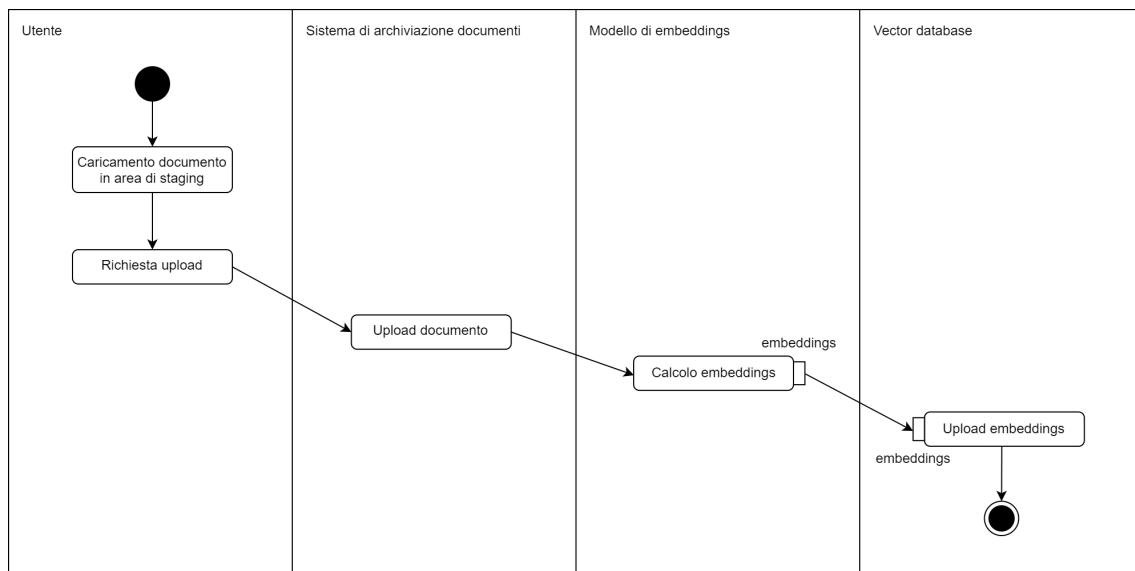 Utente
Sistema di archiviazione documenti
Modello di embeddings
Vector database
Caricamento documento
in area di staging
Richiesta upload
Upload documento
embeddings
Calcolo embeddings
Upload embeddings
embeddings